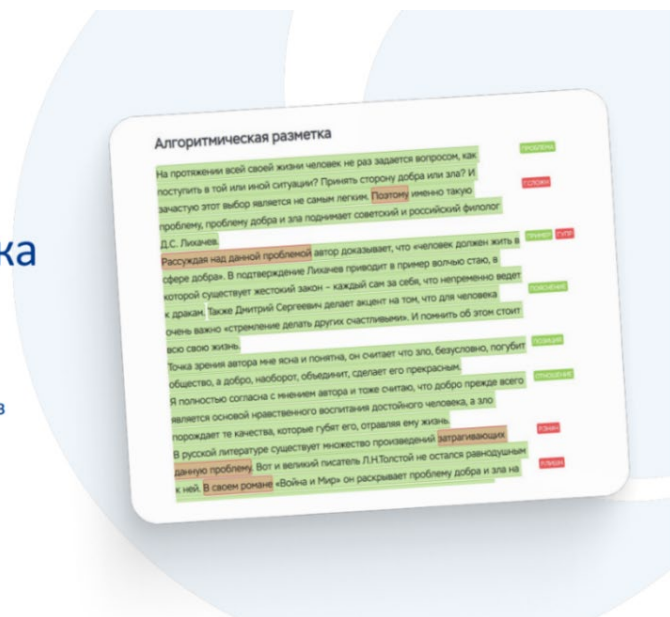 ка
в
Алгоритмическая разметка
На протяжении всей своей жизни человек не раз задается вопросом, как
поступить в той или иной ситуации? Принять сторону добра или зла? И
зачастую этот выбор является не самым легким. Поэтому именно такую
проблему, проблему добра и зла поднимает советский и российский филолог
Д.С. Лихачев.
Рассуждая над данной проблемой автор доказывает, что «человек должен жить в
сфере добра». В подтверждение Лихачев приводит в пример волчью стаю, в
которой существует жестокий закон – каждый сам за себя, что непременно ведет
к дракам. Также Дмитрий Сергеевич делает акцент на том, что для человека
очень важно «стремление делать других счастливыми». И помнить об этом стоит
всю свою жизнь.
Точка зрения автора мне ясна и понятна, он считает что зло, безусловно, погубит
общество, а добро, наоборот, объединит, сделает его прекрасным.
Я полностью согласна с мнением автора и тоже считаю, что добро прежде всего
является основой нравственного воспитания достойного человека, а зло
порождает те качества, которые губят его, отравляя ему жизнь.
В русской литературе существует множество произведений затрагивающих
данную проблему. Вот и великий писатель Л.Н.Толстой не остался равнодушным
к ней. В своем романе «Война и Мир» он раскрывает проблему добра и зла на
ПРОБЛЕМА
ПРИМЕР
ПОЯСНЕНИЕ
ПОЗИЦИЯ